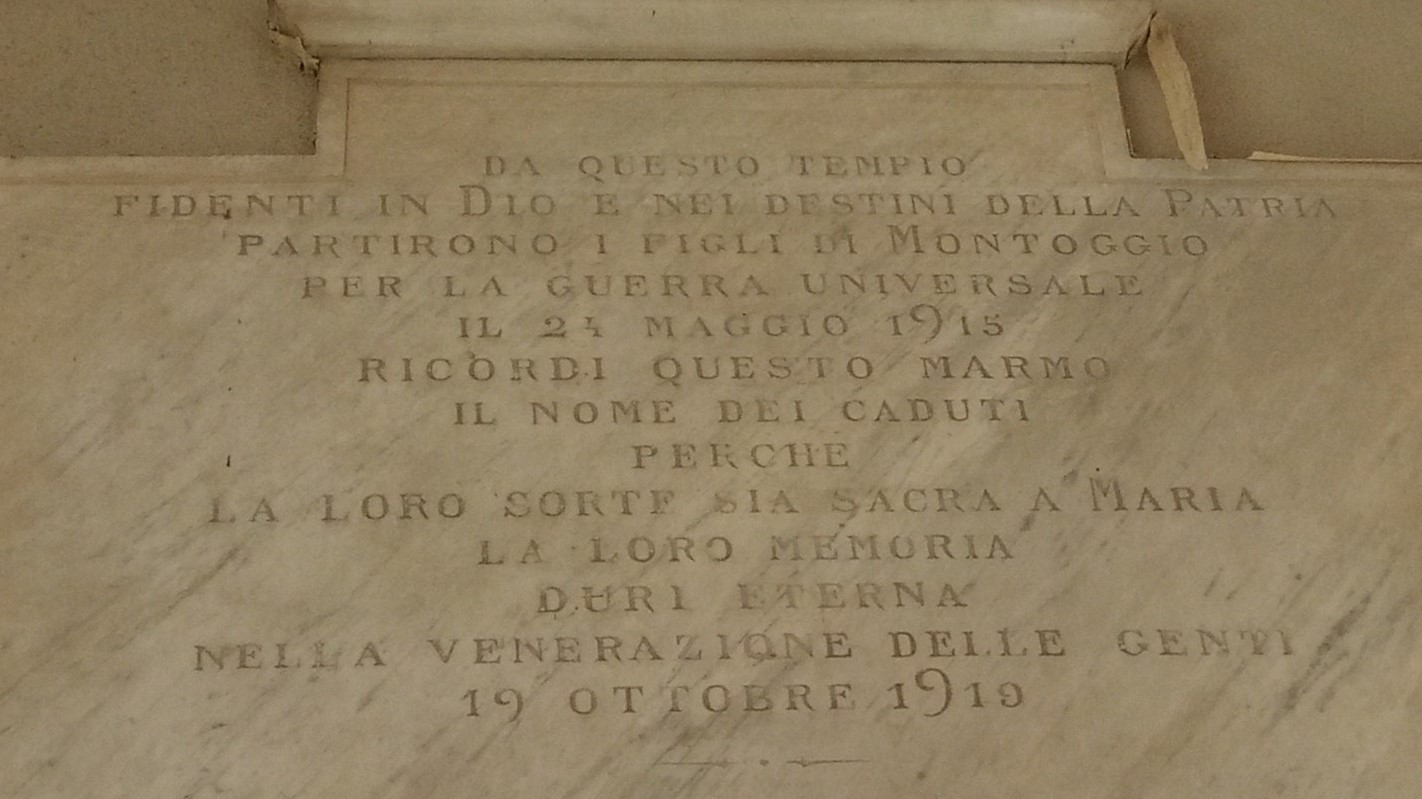 DA QUESTO TEMPIO
FIDENTI IN DIO E NEI DESTINI DELLA PATRIA
PARTIRONO I FIGLI DI MONTOGGIO
PER LA GUERRA UNIVERSALE
IL 24 MAGGIO 1915
RICORDI QUESTO MARMO
IL NOME DEI CADUTI
PERCHE
LA LORO SORTE SIA SACRA A MARIA
LA LORO MEMORIA
DURI ETERNA
NELLA VENERAZIONE DELLE GENTI
19 OTTOBRE 1919